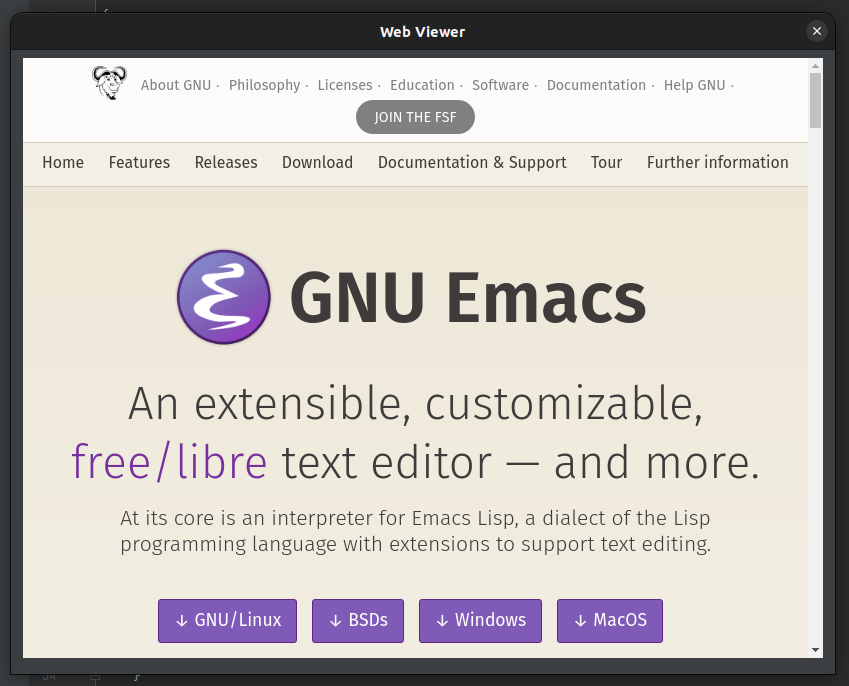 {
Web Viewer
About GNU · Philosophy · Licenses · Education · Software · Documentation · Help GNU ·
JOIN THE FSF
Home Features Releases Download Documentation & Support Tour Further information
GNU Emacs
An extensible, customizable,
free/libre text editor — and more.
At its core is an interpreter for Emacs Lisp, a dialect of the Lisp
programming language with extensions to support text editing.
↓ GNU/Linux ↓ BSDs ↓ Windows ↓ MacOS
34 }